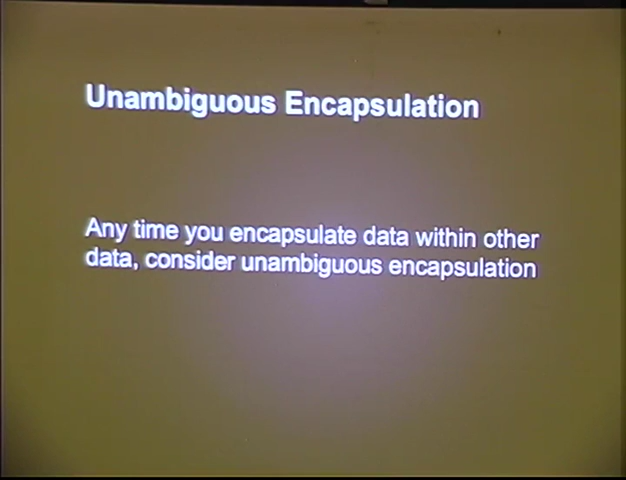 Unambiguous Encapsulation
Any time you encapsulate data within other
data, consider unambiguous encapsulation